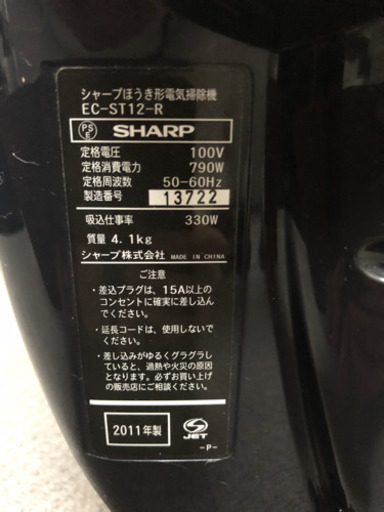 シャープほうき形電気掃除機
EC-ST12-R
PS E SHARP
定格電圧 100V
定格消費電力 790W
定格周波数 50-60Hz
製造番号 13722
吸込仕事率 330W
質量 4.1kg
シャープ株式会社 MADE IN CHINA
ご注意
・差込プラグは、15A以上の
コンセントに確実に差し込ん
でください。
・延長コードは、使用しないで
ください。
・差し込みがゆるくグラグラ
していると、過熱や火災の原因
となります。必ずお買い上げ
の販売店にご相談ください。
2011年製
JET
-P-